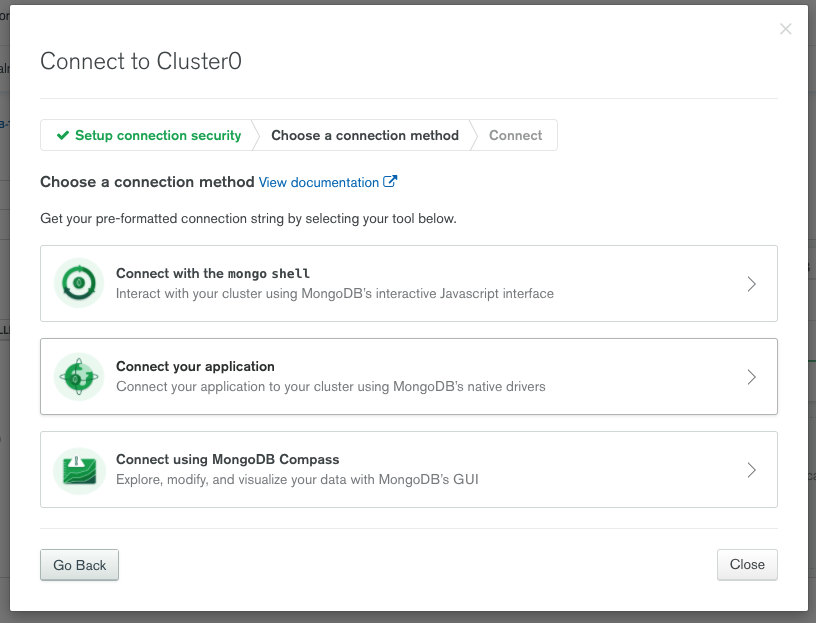 Connect to Cluster0
Setup connection security
Choose a connection method
Connect
Choose a connection method View documentation
Get your pre-formatted connection string by selecting your tool below.
Connect with the mongo shell
Interact with your cluster using MongoDB's interactive Javascript interface
Connect your application
Connect your application to your cluster using MongoDB's native drivers
Connect using MongoDB Compass
Explore, modify, and visualize your data with MongoDB's GUI
Go Back
Close